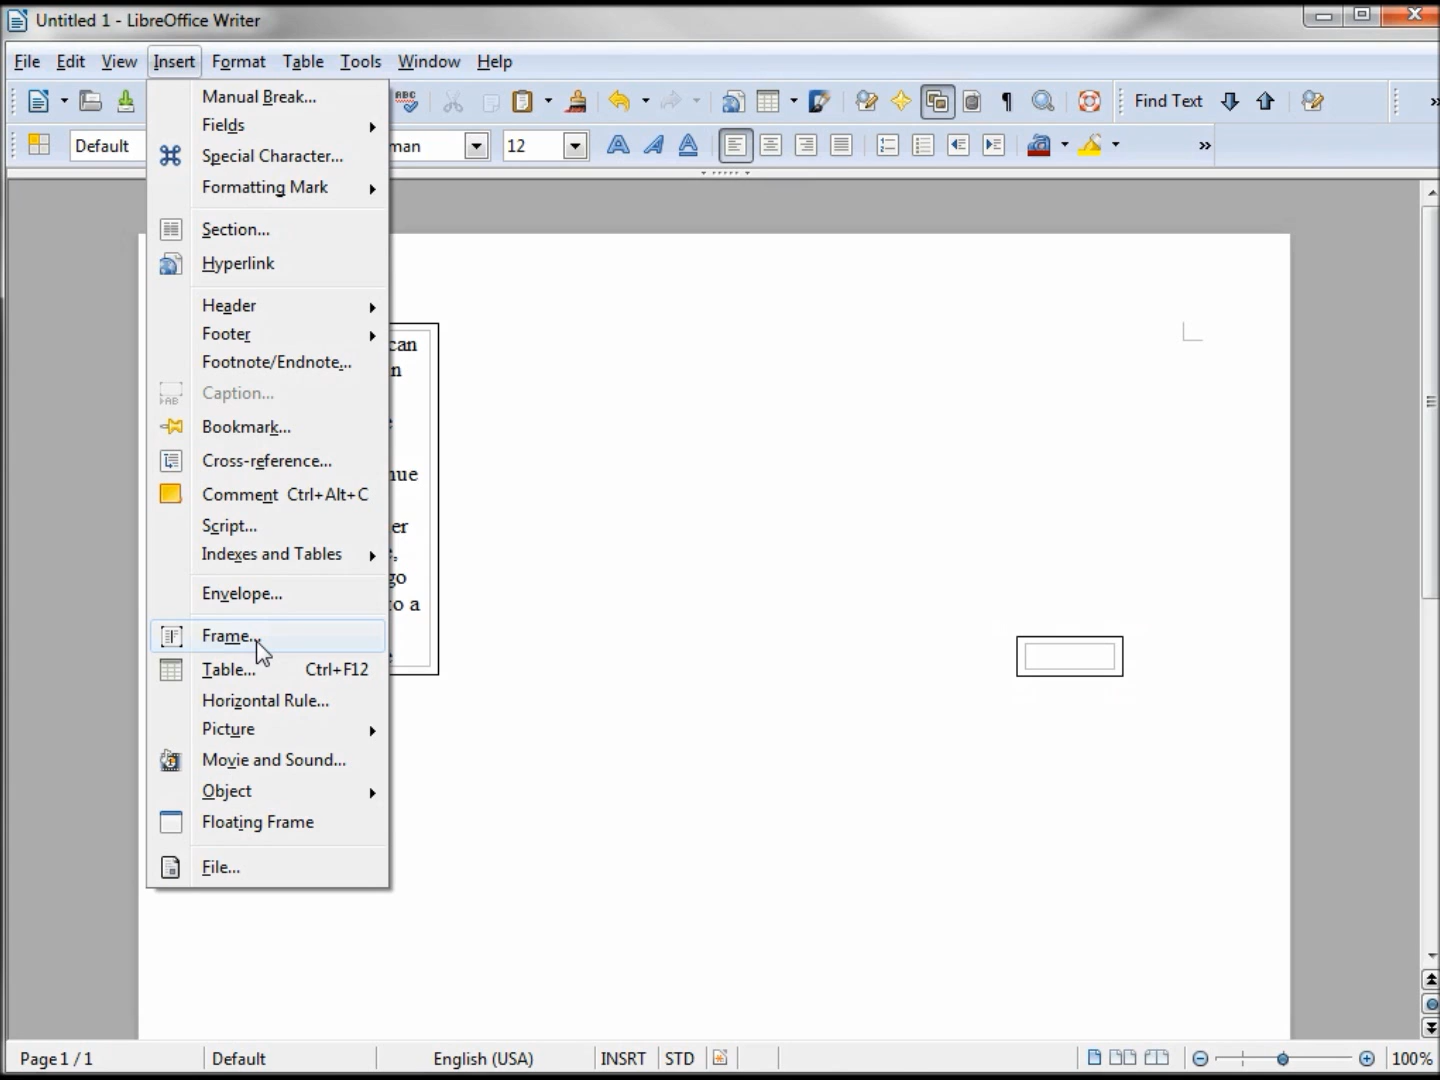 Untitled 1 - LibreOffice Writer
File Edit View Insert Format Table Tools Window Help
ABC Find Text
Default man 12
Manual Break...
Fields
Special Character...
Formatting Mark
Section...
Hyperlink
Header
Footer
Footnote/Endnote...
Caption...
Bookmark...
Cross-reference...
Comment Ctrl+Alt+C
Script...
Indexes and Tables
Envelope...
Frame...
Table... Ctrl+F12
Horizontal Rule...
Picture
Movie and Sound...
Object
Floating Frame
File...
can
n
nue
er
go
to a
Page 1 / 1 Default English (USA) INSRT STD 100%